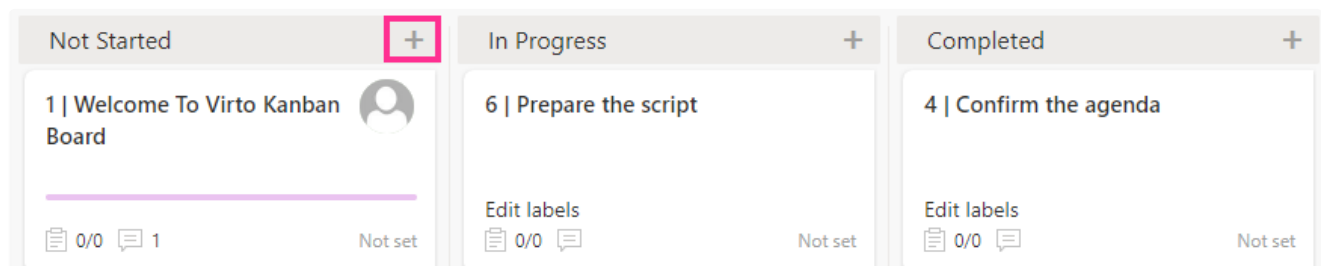 Not Started +
In Progress +
Completed +
1 | Welcome To Virto Kanban
Board
0/0 1
Not set
6 | Prepare the script
Edit labels
0/0
Not set
4 | Confirm the agenda
Edit labels
0/0
Not set